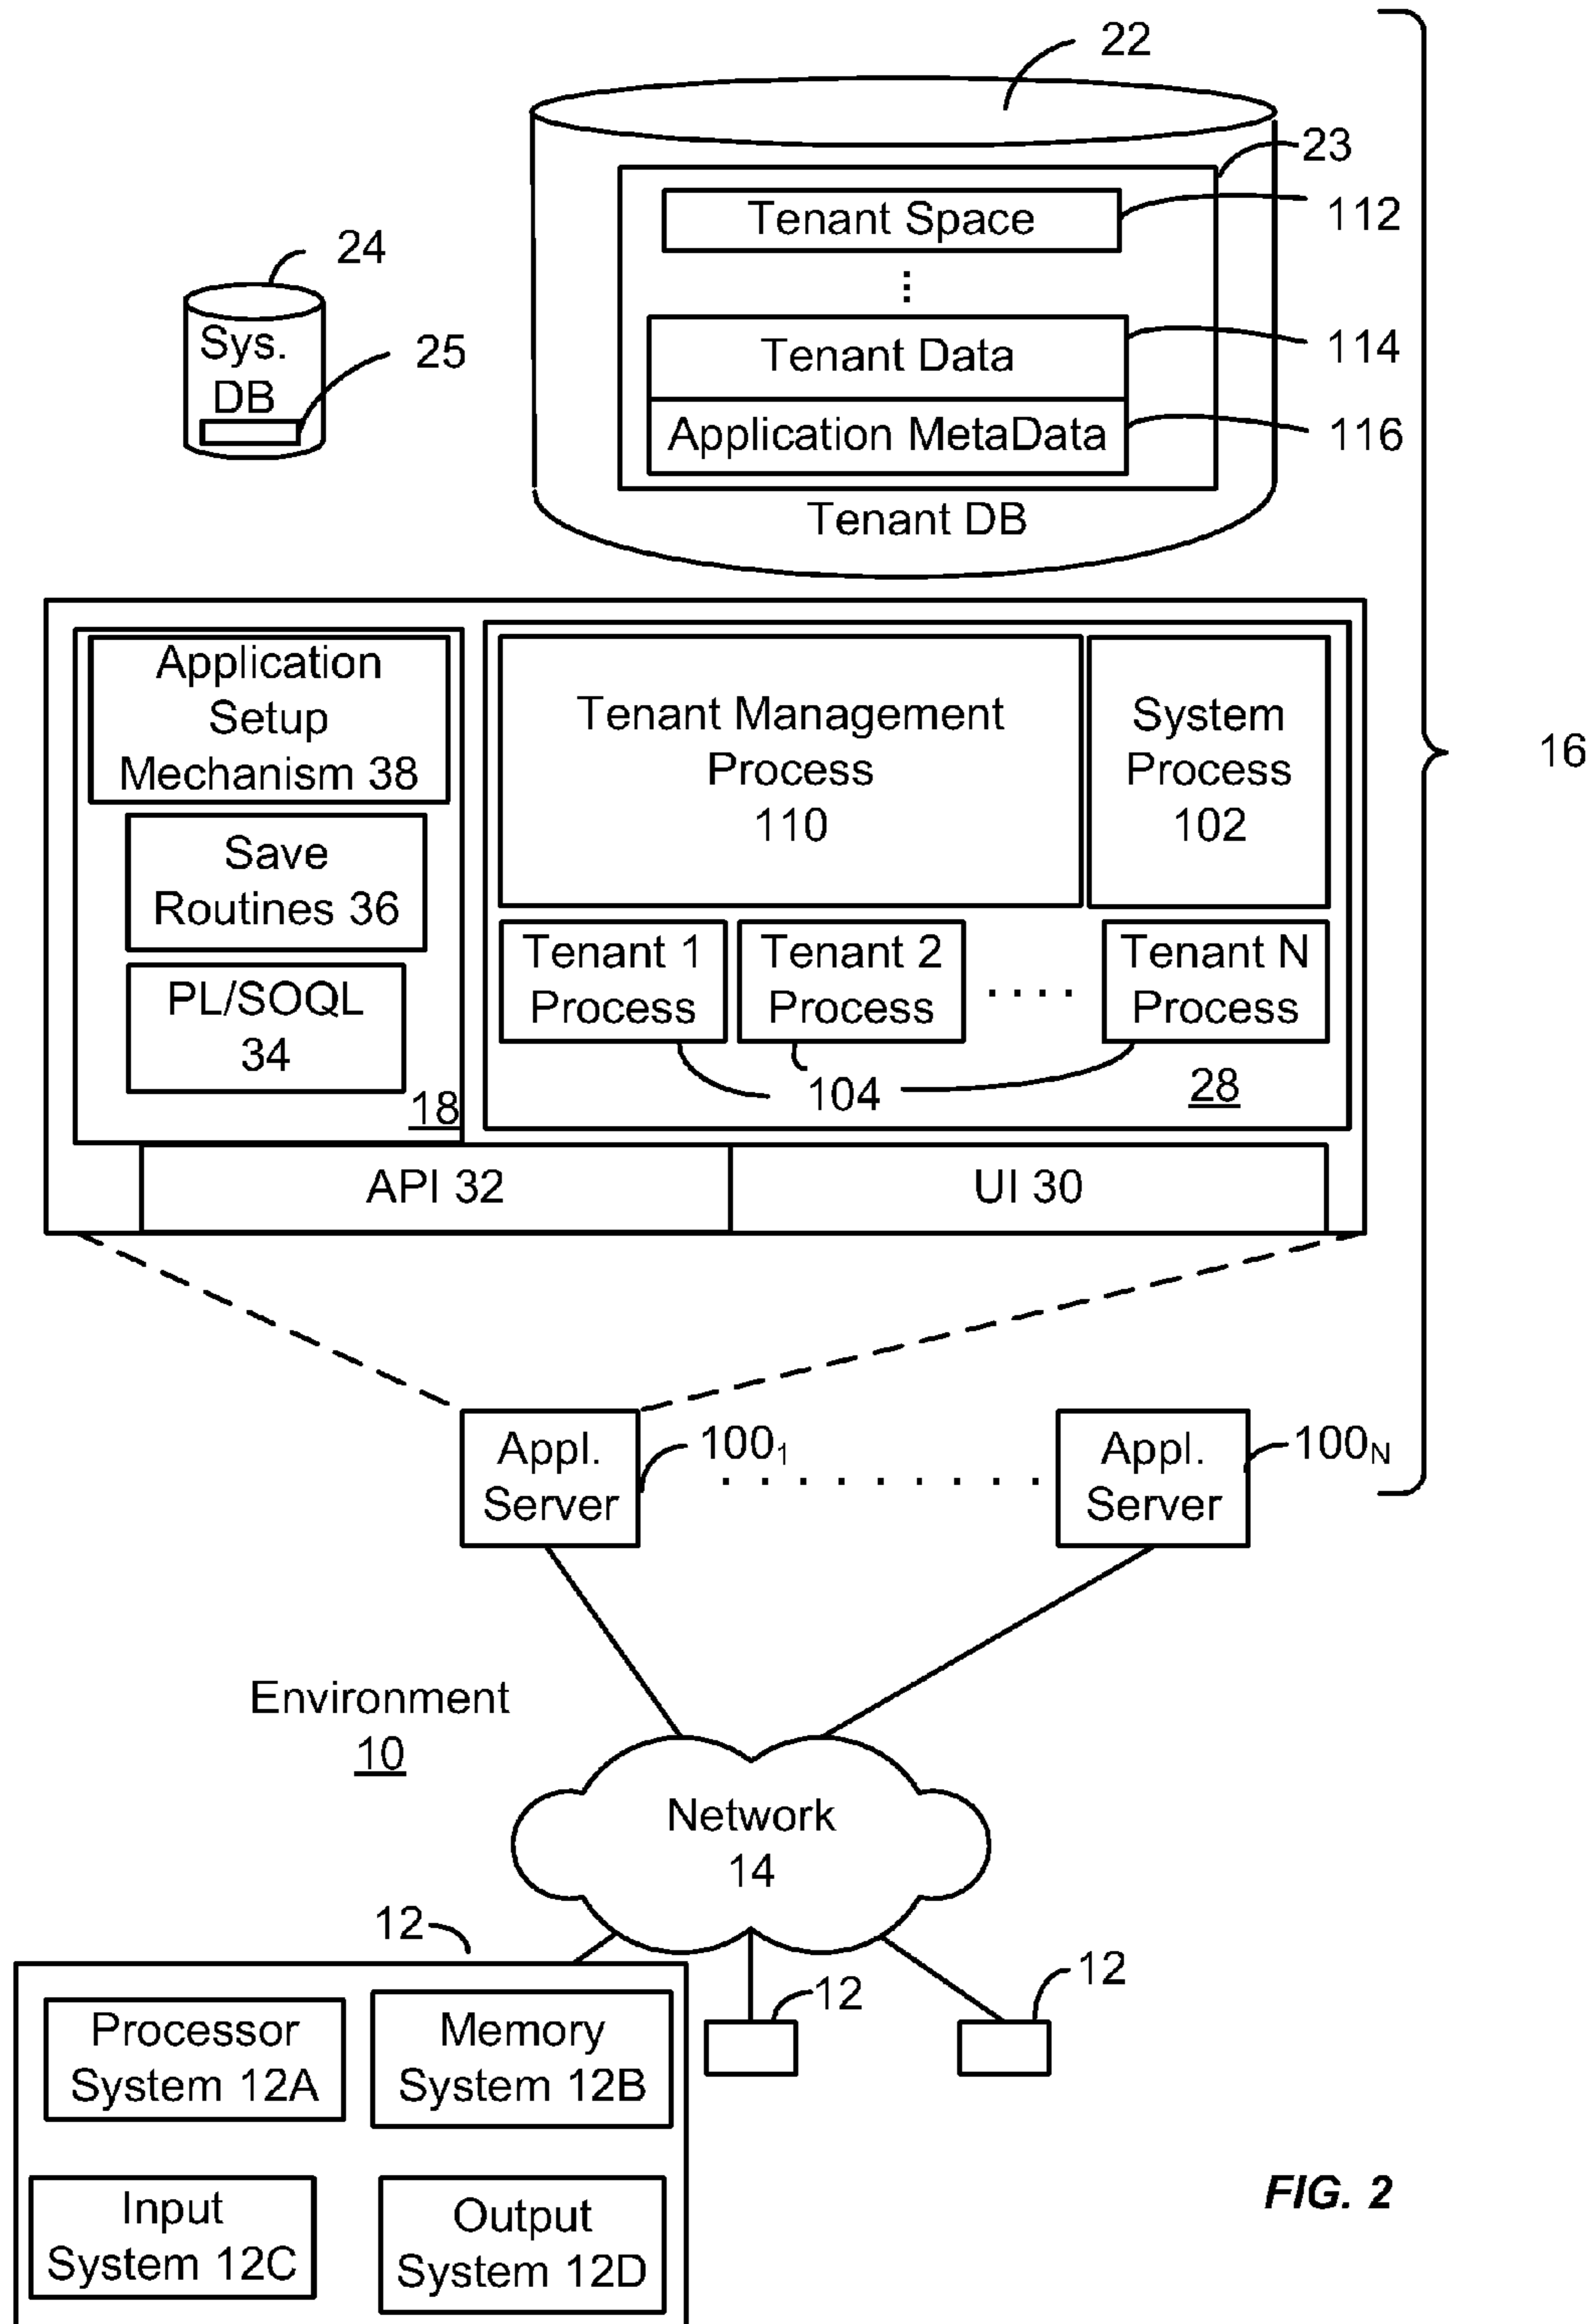 22
23
Tenant Space
112
24
Sys.
DB
25
Tenant Data
114
Application MetaData
116
Tenant DB
16
Application
Setup
Mechanism 38
Save
Routines 36
PL/SOQL
34
18
Tenant Management
Process
110
System
Process
102
Tenant 1
Process
Tenant 2
Process
Tenant N
Process
104
28
API 32
UI 30
Appl.
Server
100₁
Appl.
Server
100ₙ
Environment
10
Network
14
12
12
12
Processor
System 12A
Memory
System 12B
Input
System 12C
Output
System 12D
FIG. 2